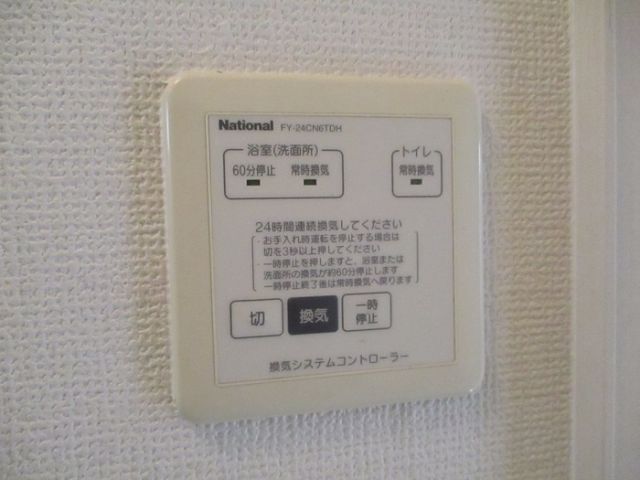 National FY-24CN6TDH
浴室(洗面所)
トイレ
60分停止 常時換気
常時換気
24時間連続換気してください
・お手入れ時運転を停止する場合は
切を3秒以上押してください
・一時停止を押しますと、浴室または
洗面所の換気が約60分停止します
一時停止終了後は常時換気へ戻ります
切
換気
一時
停止
換気システムコントローラー